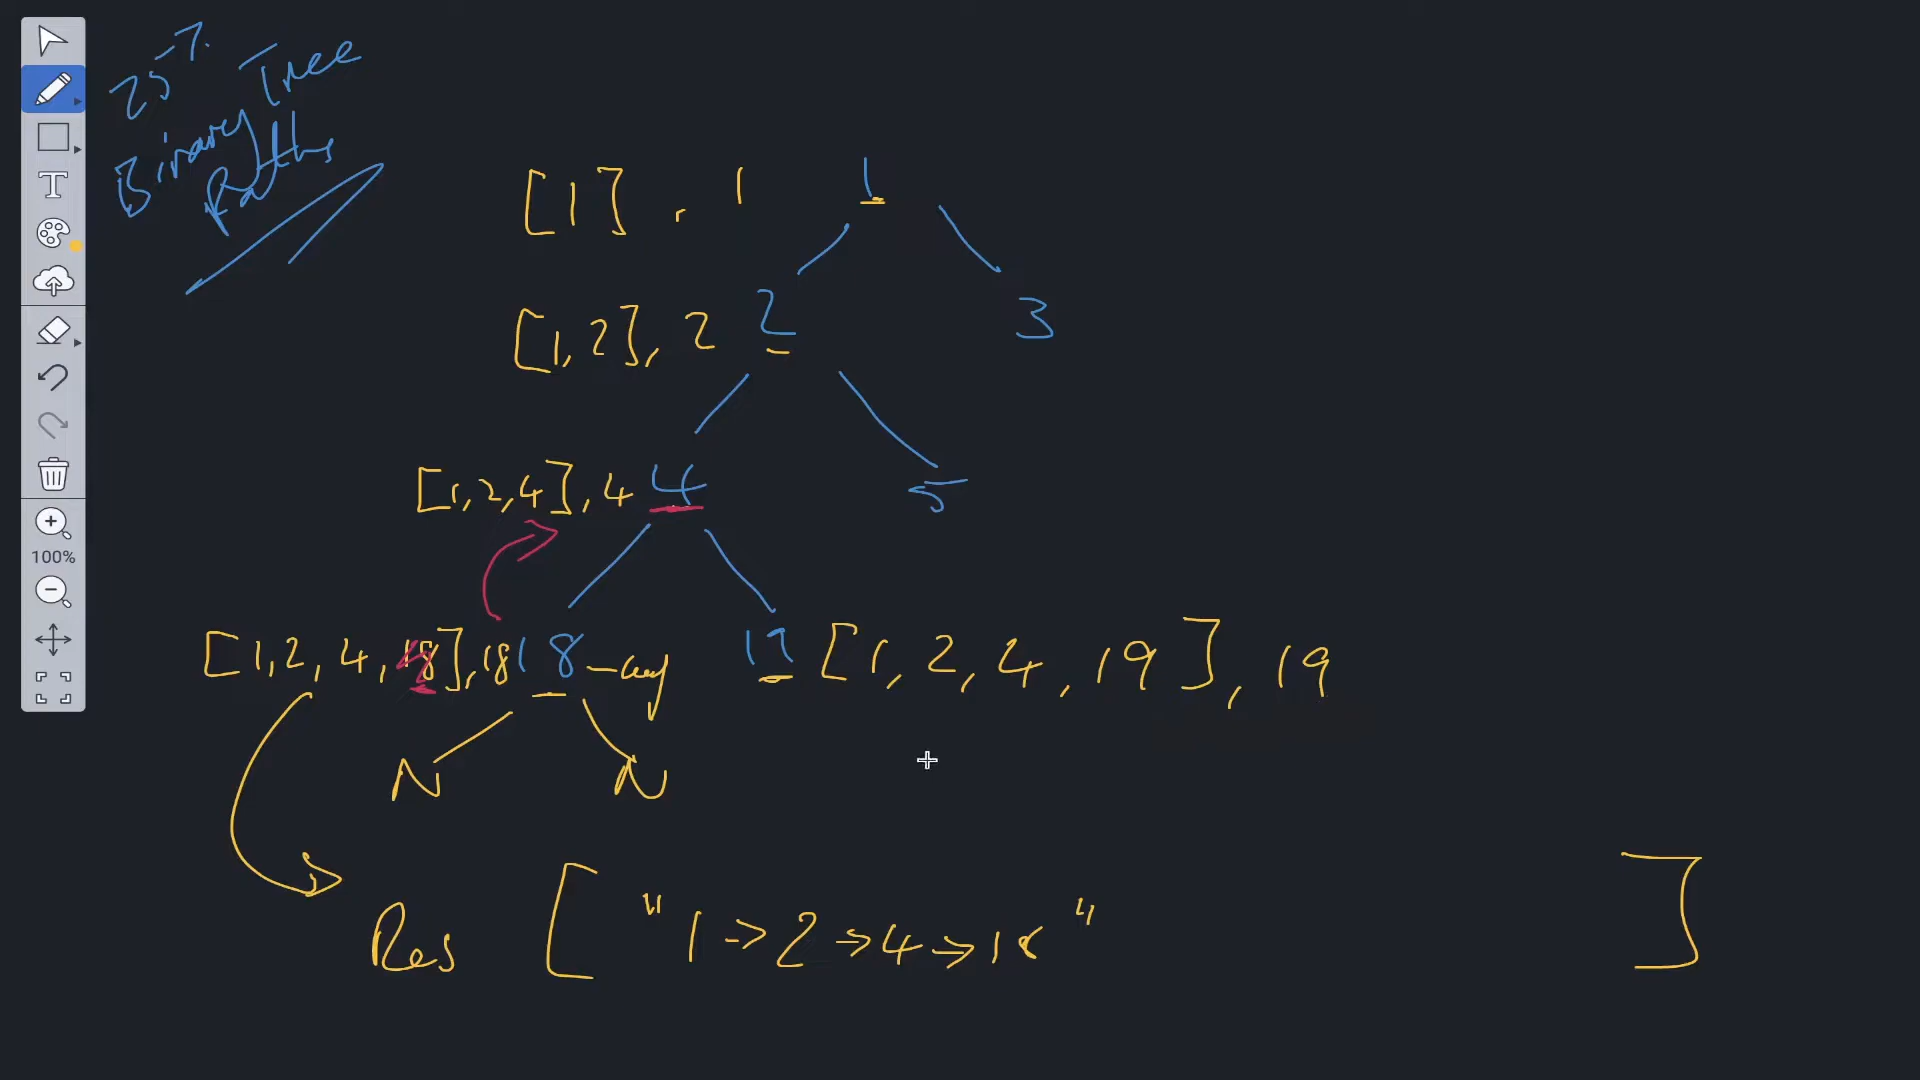 257.
Binary Tree
Paths
[1] , 1 1
[1,2], 2 2 3
[1,2,4], 4 4 5
[1,2,4,18],18 18 19 [1, 2, 4, 19], 19
N N
Res [ "1->2->4->18" ]
T
100%